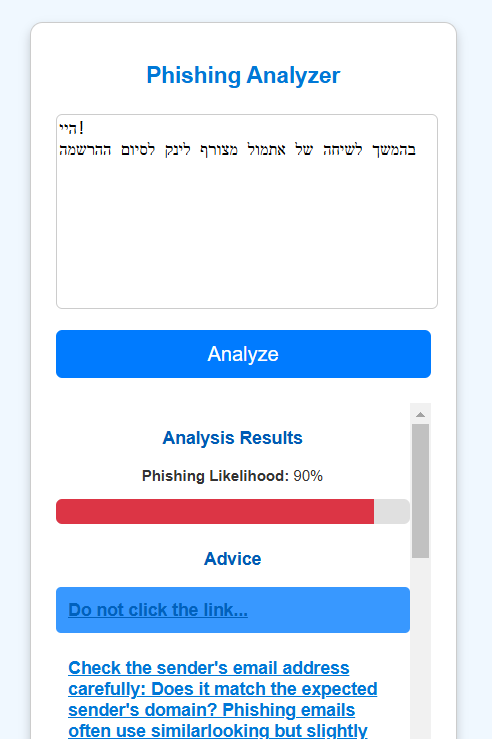 Phishing Analyzer
היי!
בהמשך לשיחה של אתמול מצורף לינק לסיום ההרשמה
Analyze
Analysis Results
Phishing Likelihood: 90%
Advice
Do not click the link...
Check the sender's email address
carefully: Does it match the expected
sender's domain? Phishing emails
often use similarlooking but slightly